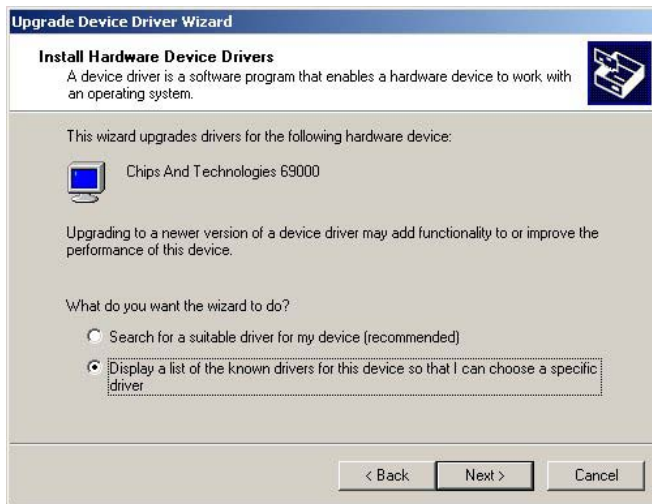 Upgrade Device Driver Wizard
Install Hardware Device Drivers
A device driver is a software program that enables a hardware device to work with
an operating system.
This wizard upgrades drivers for the following hardware device:
Chips And Technologies 69000
Upgrading to a newer version of a device driver may add functionality to or improve the
performance of this device.
What do you want the wizard to do?
Search for a suitable driver for my device (recommended)
Display a list of the known drivers for this device so that I can choose a specific
driver
< Back
Next >
Cancel